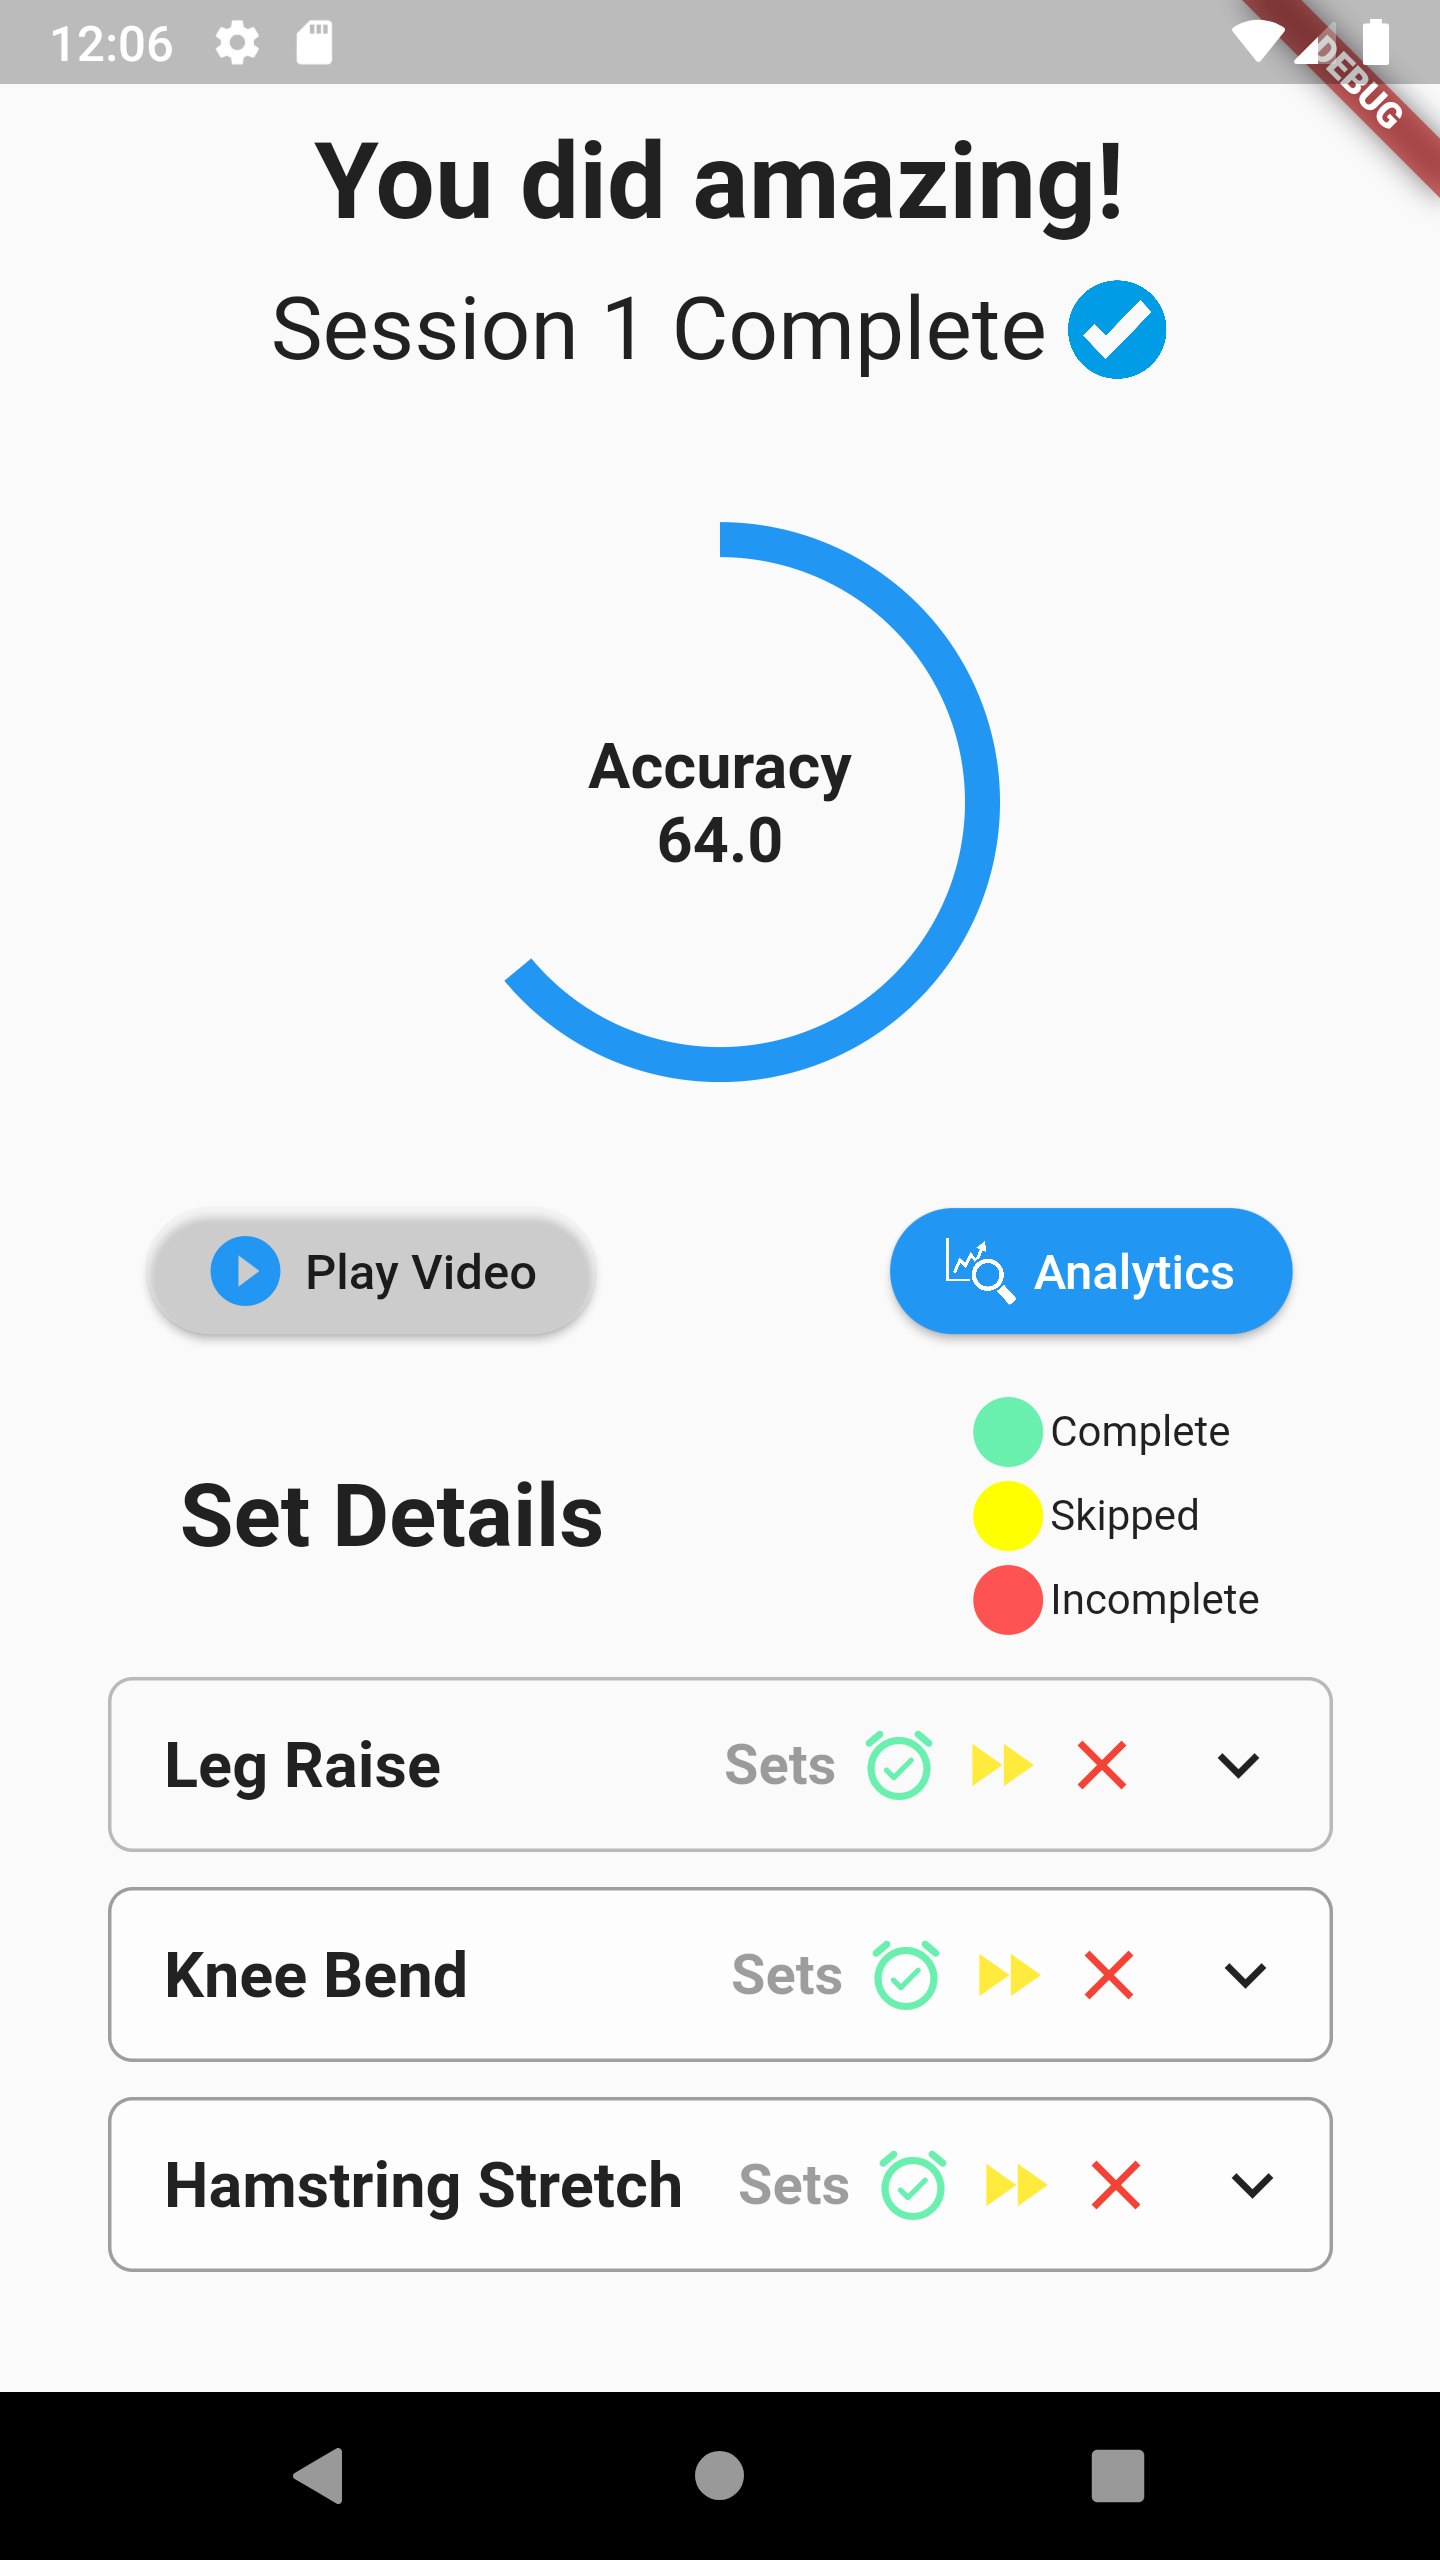 12:06
DEBUG
You did amazing!
Session 1 Complete
Accuracy
64.0
Play Video
Analytics
Set Details
Complete
Skipped
Incomplete
Leg Raise Sets
Knee Bend Sets
Hamstring Stretch Sets